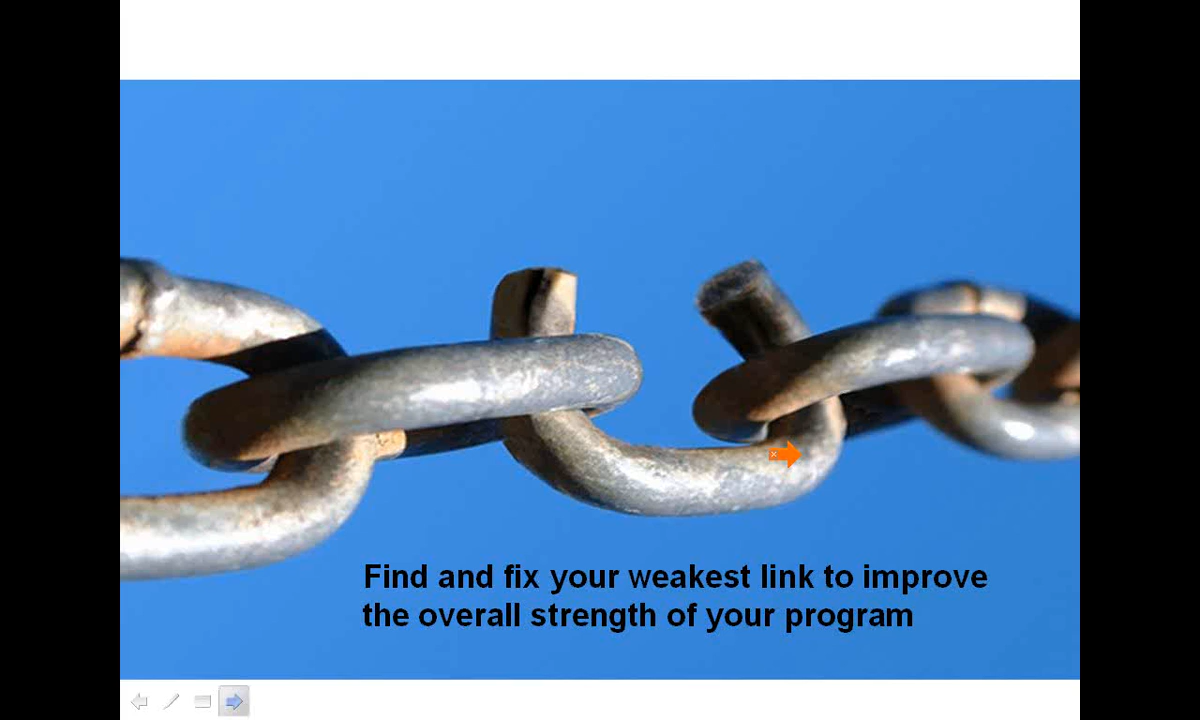 Find and fix your weakest link to improve
the overall strength of your program